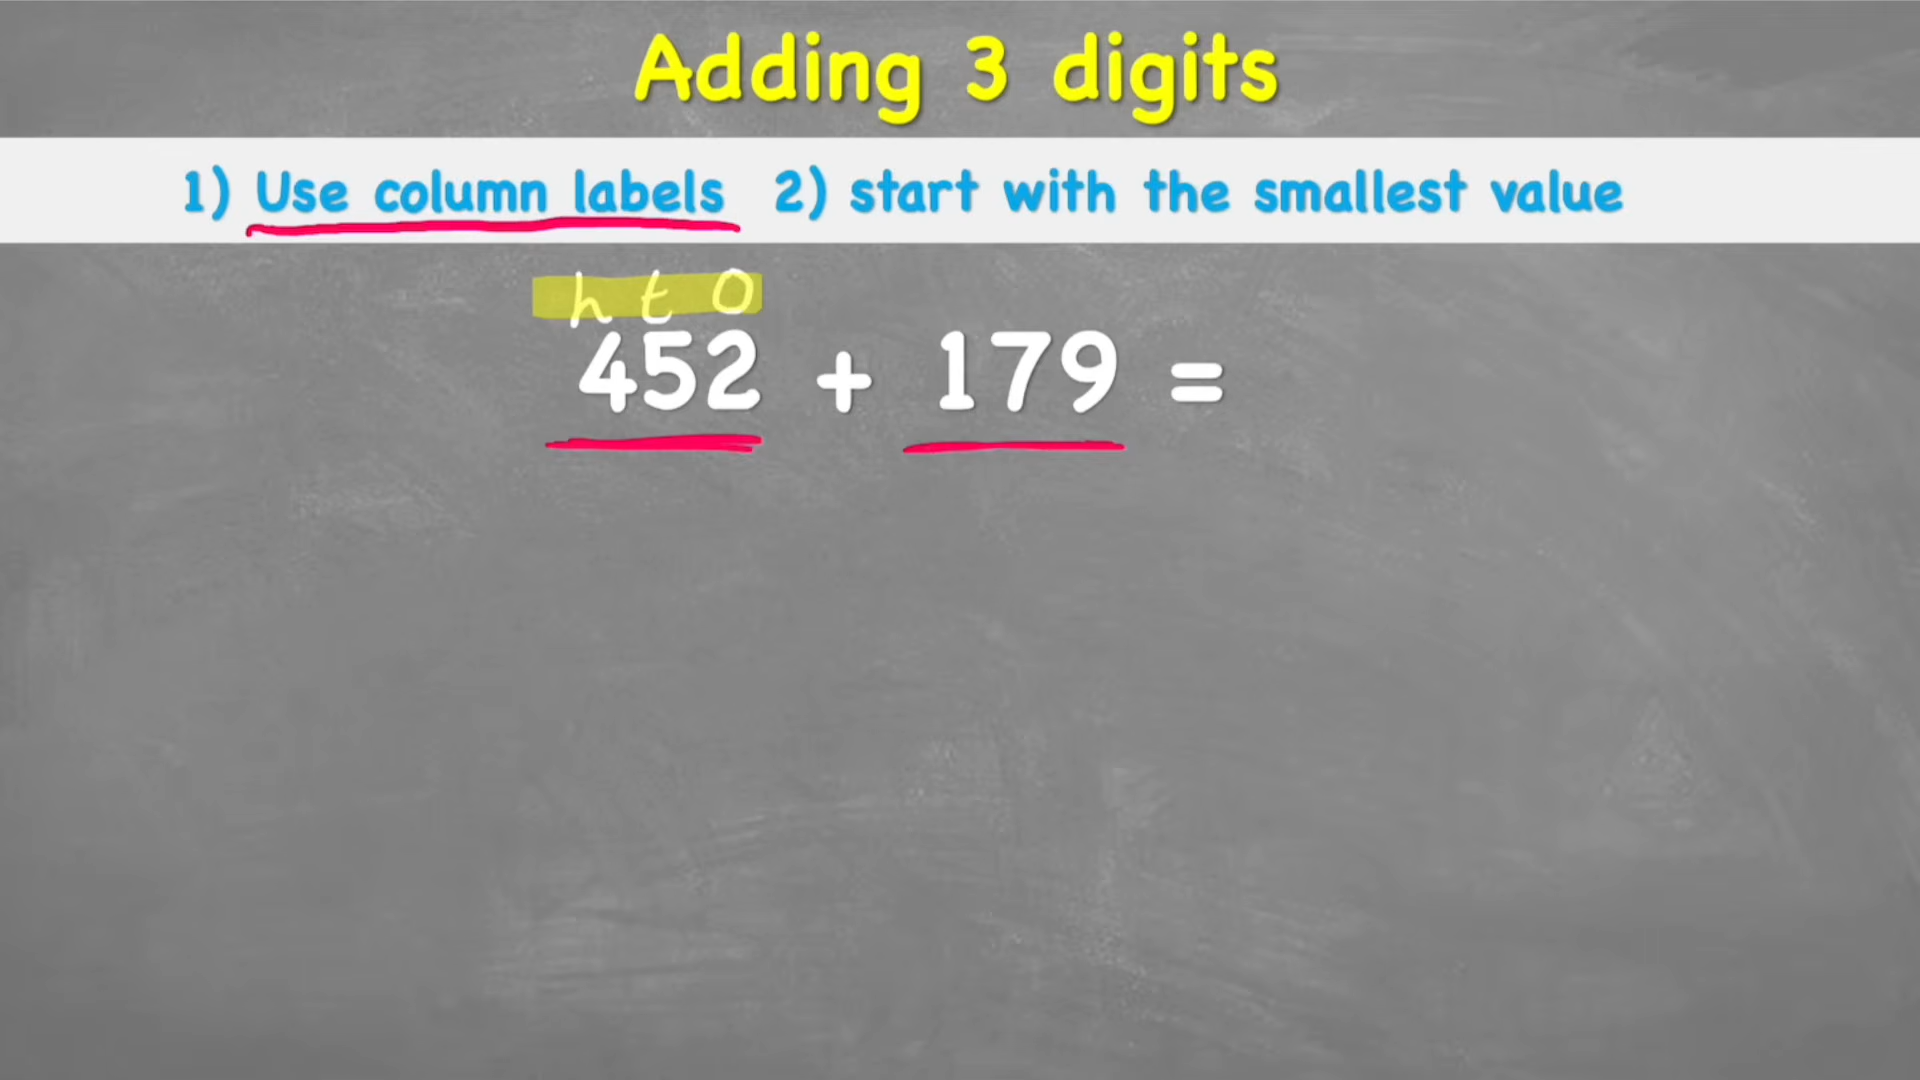 Adding 3 digits
1) Use column labels 2) start with the smallest value
h t O
452 + 179 =